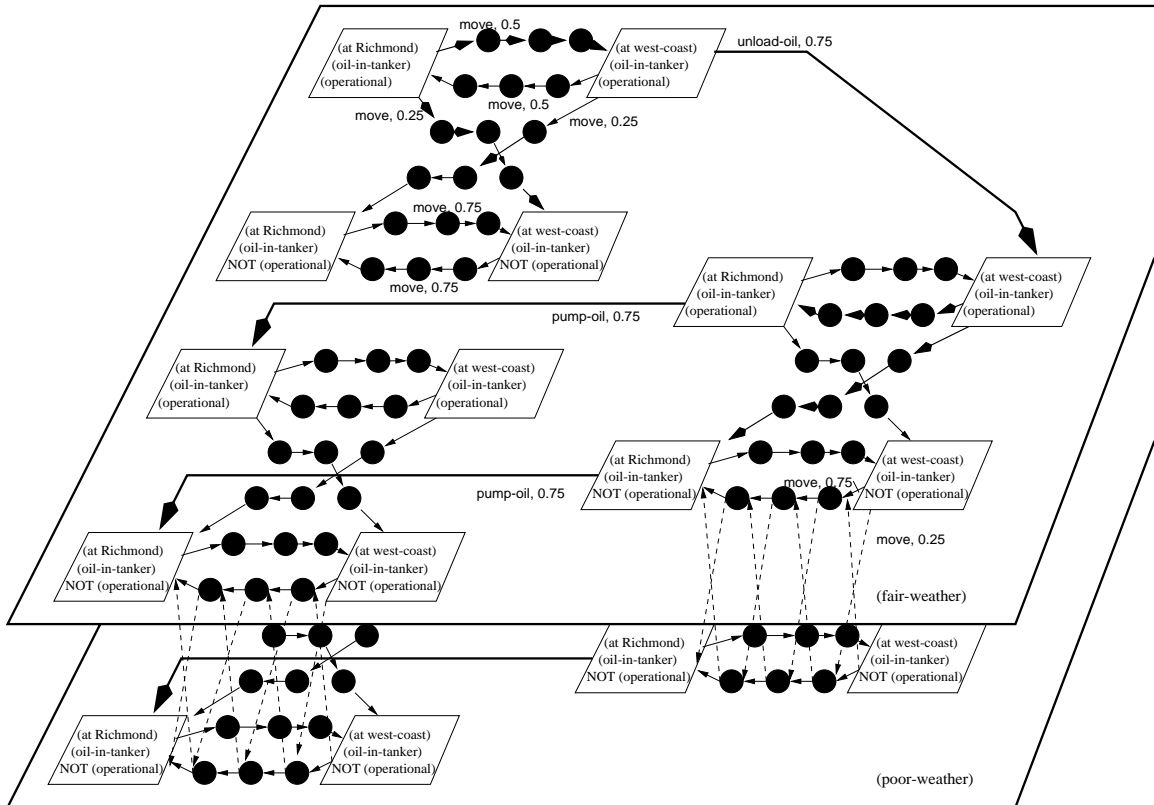 move, 0.5
(at Richmond)
(oil-in-tanker)
(operational)
(at west-coast)
(oil-in-tanker)
(operational)
unload-oil, 0.75
move, 0.5
move, 0.25
move, 0.25
(at Richmond)
(oil-in-tanker)
NOT (operational)
move, 0.75
(at west-coast)
(oil-in-tanker)
NOT (operational)
move, 0.75
(at Richmond)
(oil-in-tanker)
(operational)
(at west-coast)
(oil-in-tanker)
(operational)
pump-oil, 0.75
(at Richmond)
(oil-in-tanker)
(operational)
(at west-coast)
(oil-in-tanker)
(operational)
(at Richmond)
(oil-in-tanker)
NOT (operational)
move, 0.75
(at west-coast)
(oil-in-tanker)
NOT (operational)
pump-oil, 0.75
move, 0.25
(at Richmond)
(oil-in-tanker)
NOT (operational)
(at west-coast)
(oil-in-tanker)
NOT (operational)
(fair-weather)
(at Richmond)
(oil-in-tanker)
NOT (operational)
(at west-coast)
(oil-in-tanker)
NOT (operational)
(at Richmond)
(oil-in-tanker)
NOT (operational)
(at west-coast)
(oil-in-tanker)
NOT (operational)
(poor-weather)